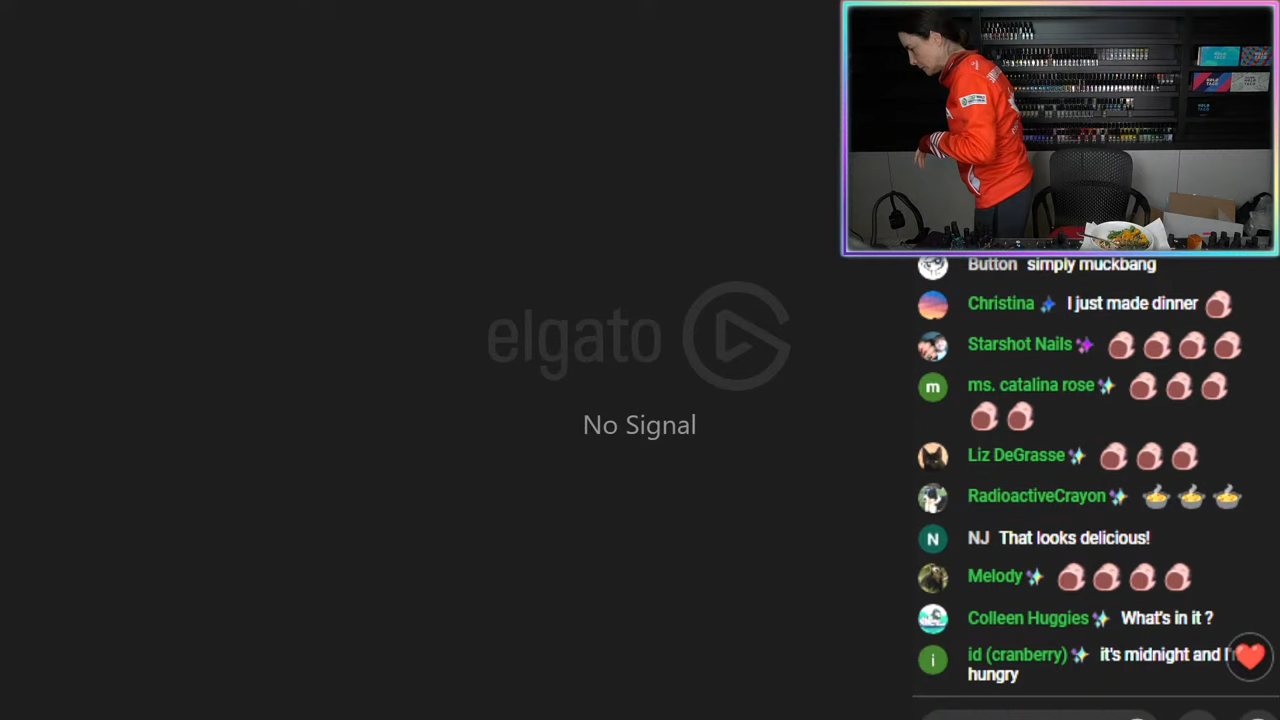 elgato
No Signal
Button simply muckbang
Christina I just made dinner
Starshot Nails
m ms. catalina rose
Liz DeGrasse
RadioactiveCrayon
N NJ That looks delicious!
Melody
Colleen Huggies What's in it ?
i id (cranberry) it's midnight and
hungry